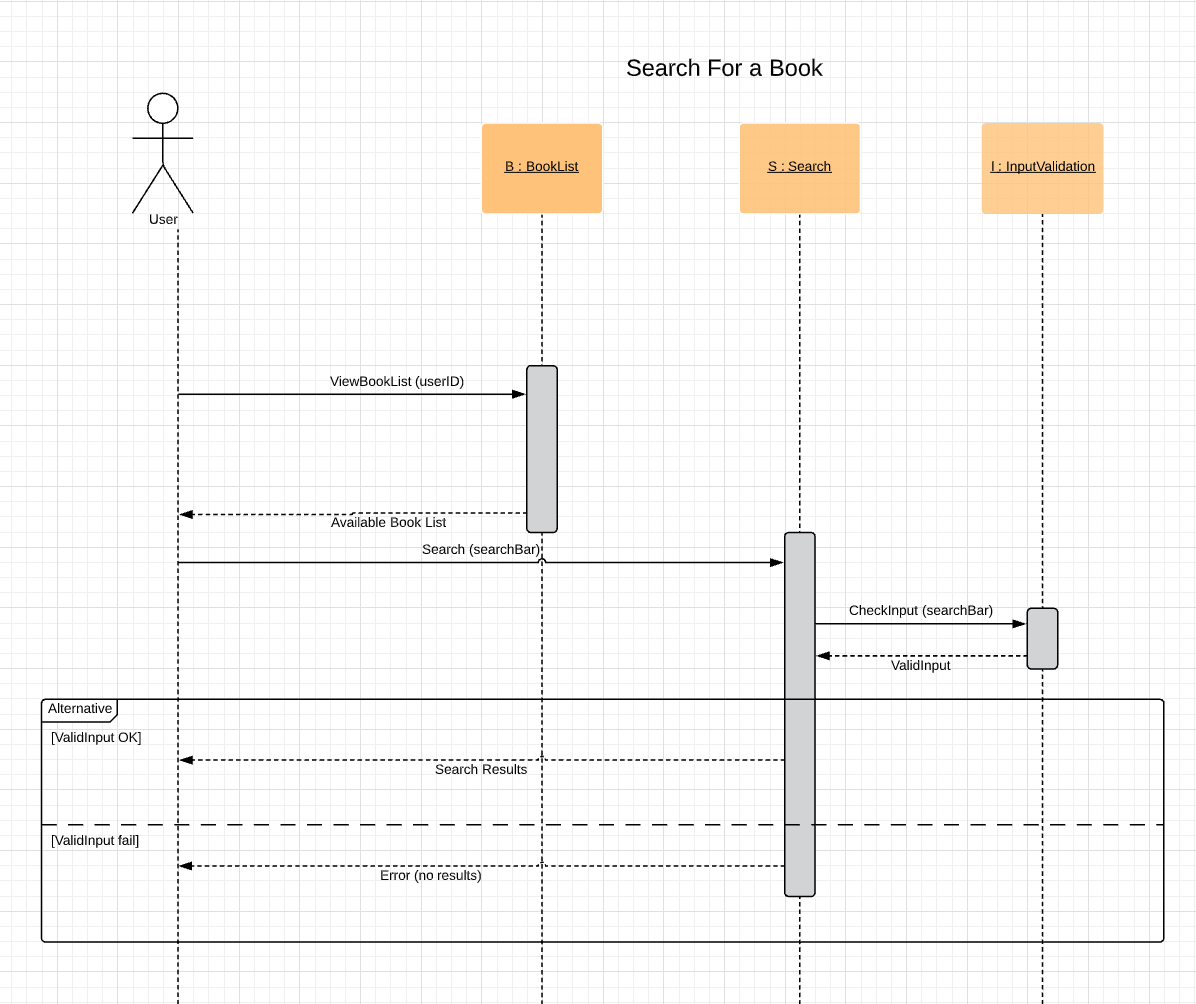 Search For a Book
User
B : BookList
S : Search
I : InputValidation
ViewBookList (userID)
Available Book List
Search (searchBar)
CheckInput (searchBar)
ValidInput
Alternative
[ValidInput OK]
Search Results
[ValidInput fail]
Error (no results)